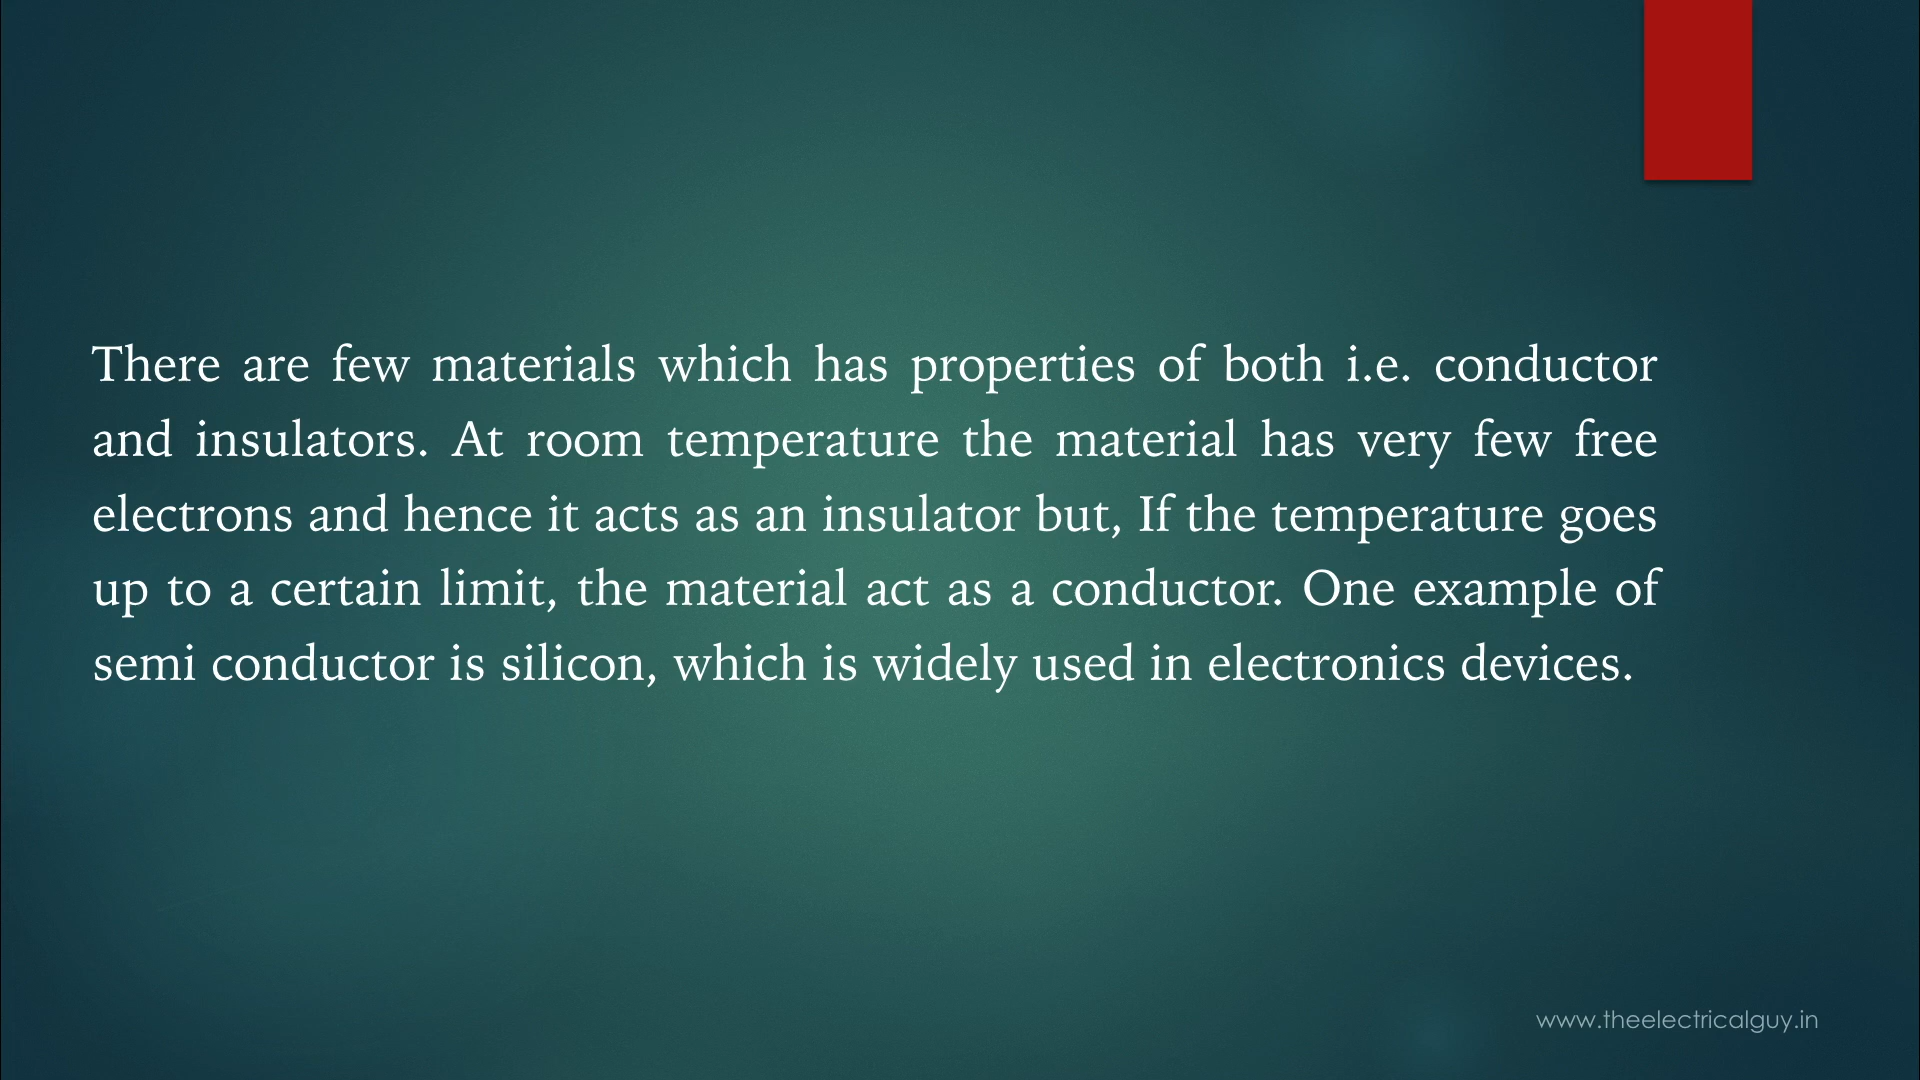 There are few materials which has properties of both i.e. conductor
and insulators. At room temperature the material has very few free
electrons and hence it acts as an insulator but, If the temperature goes
up to a certain limit, the material act as a conductor. One example of
semi conductor is silicon, which is widely used in electronics devices.
www.theelectricalguy.in